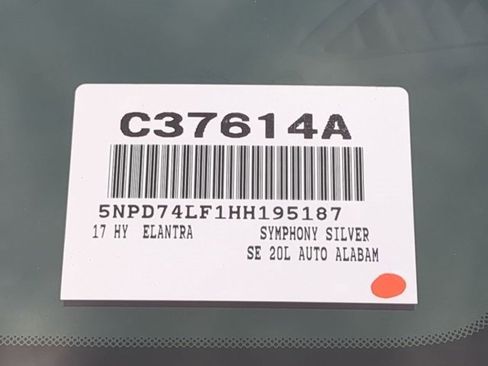 C37614A
5NPD74LF1HH195187
17 HY ELANTRA SYMPHONY SILVER
SE 20L AUTO ALABAM